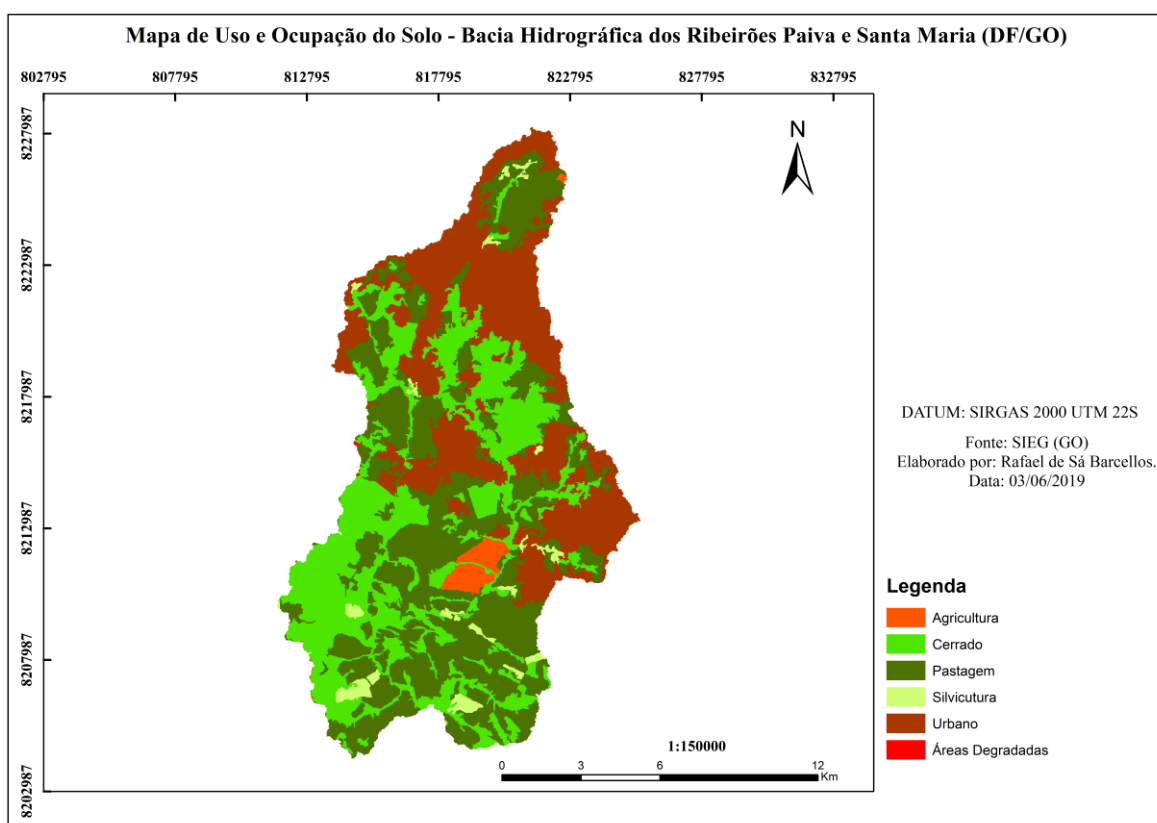 Mapa de Uso e Ocupação do Solo - Bacia Hidrográfica dos Ribeirões Paiva e Santa Maria (DF/GO)
802795 807795 812795 817795 822795 827795 832795
8227987
8222987
8217987
8212987
8207987
8202987
N
DATUM: SIRGAS 2000 UTM 22S
Fonte: SIEG (GO)
Elaborado por: Rafael de Sá Barcellos.
Data: 03/06/2019
Legenda
Agricultura
Cerrado
Pastagem
Silvicutura
Urbano
Áreas Degradadas
1:150000
0 3 6 12
Km